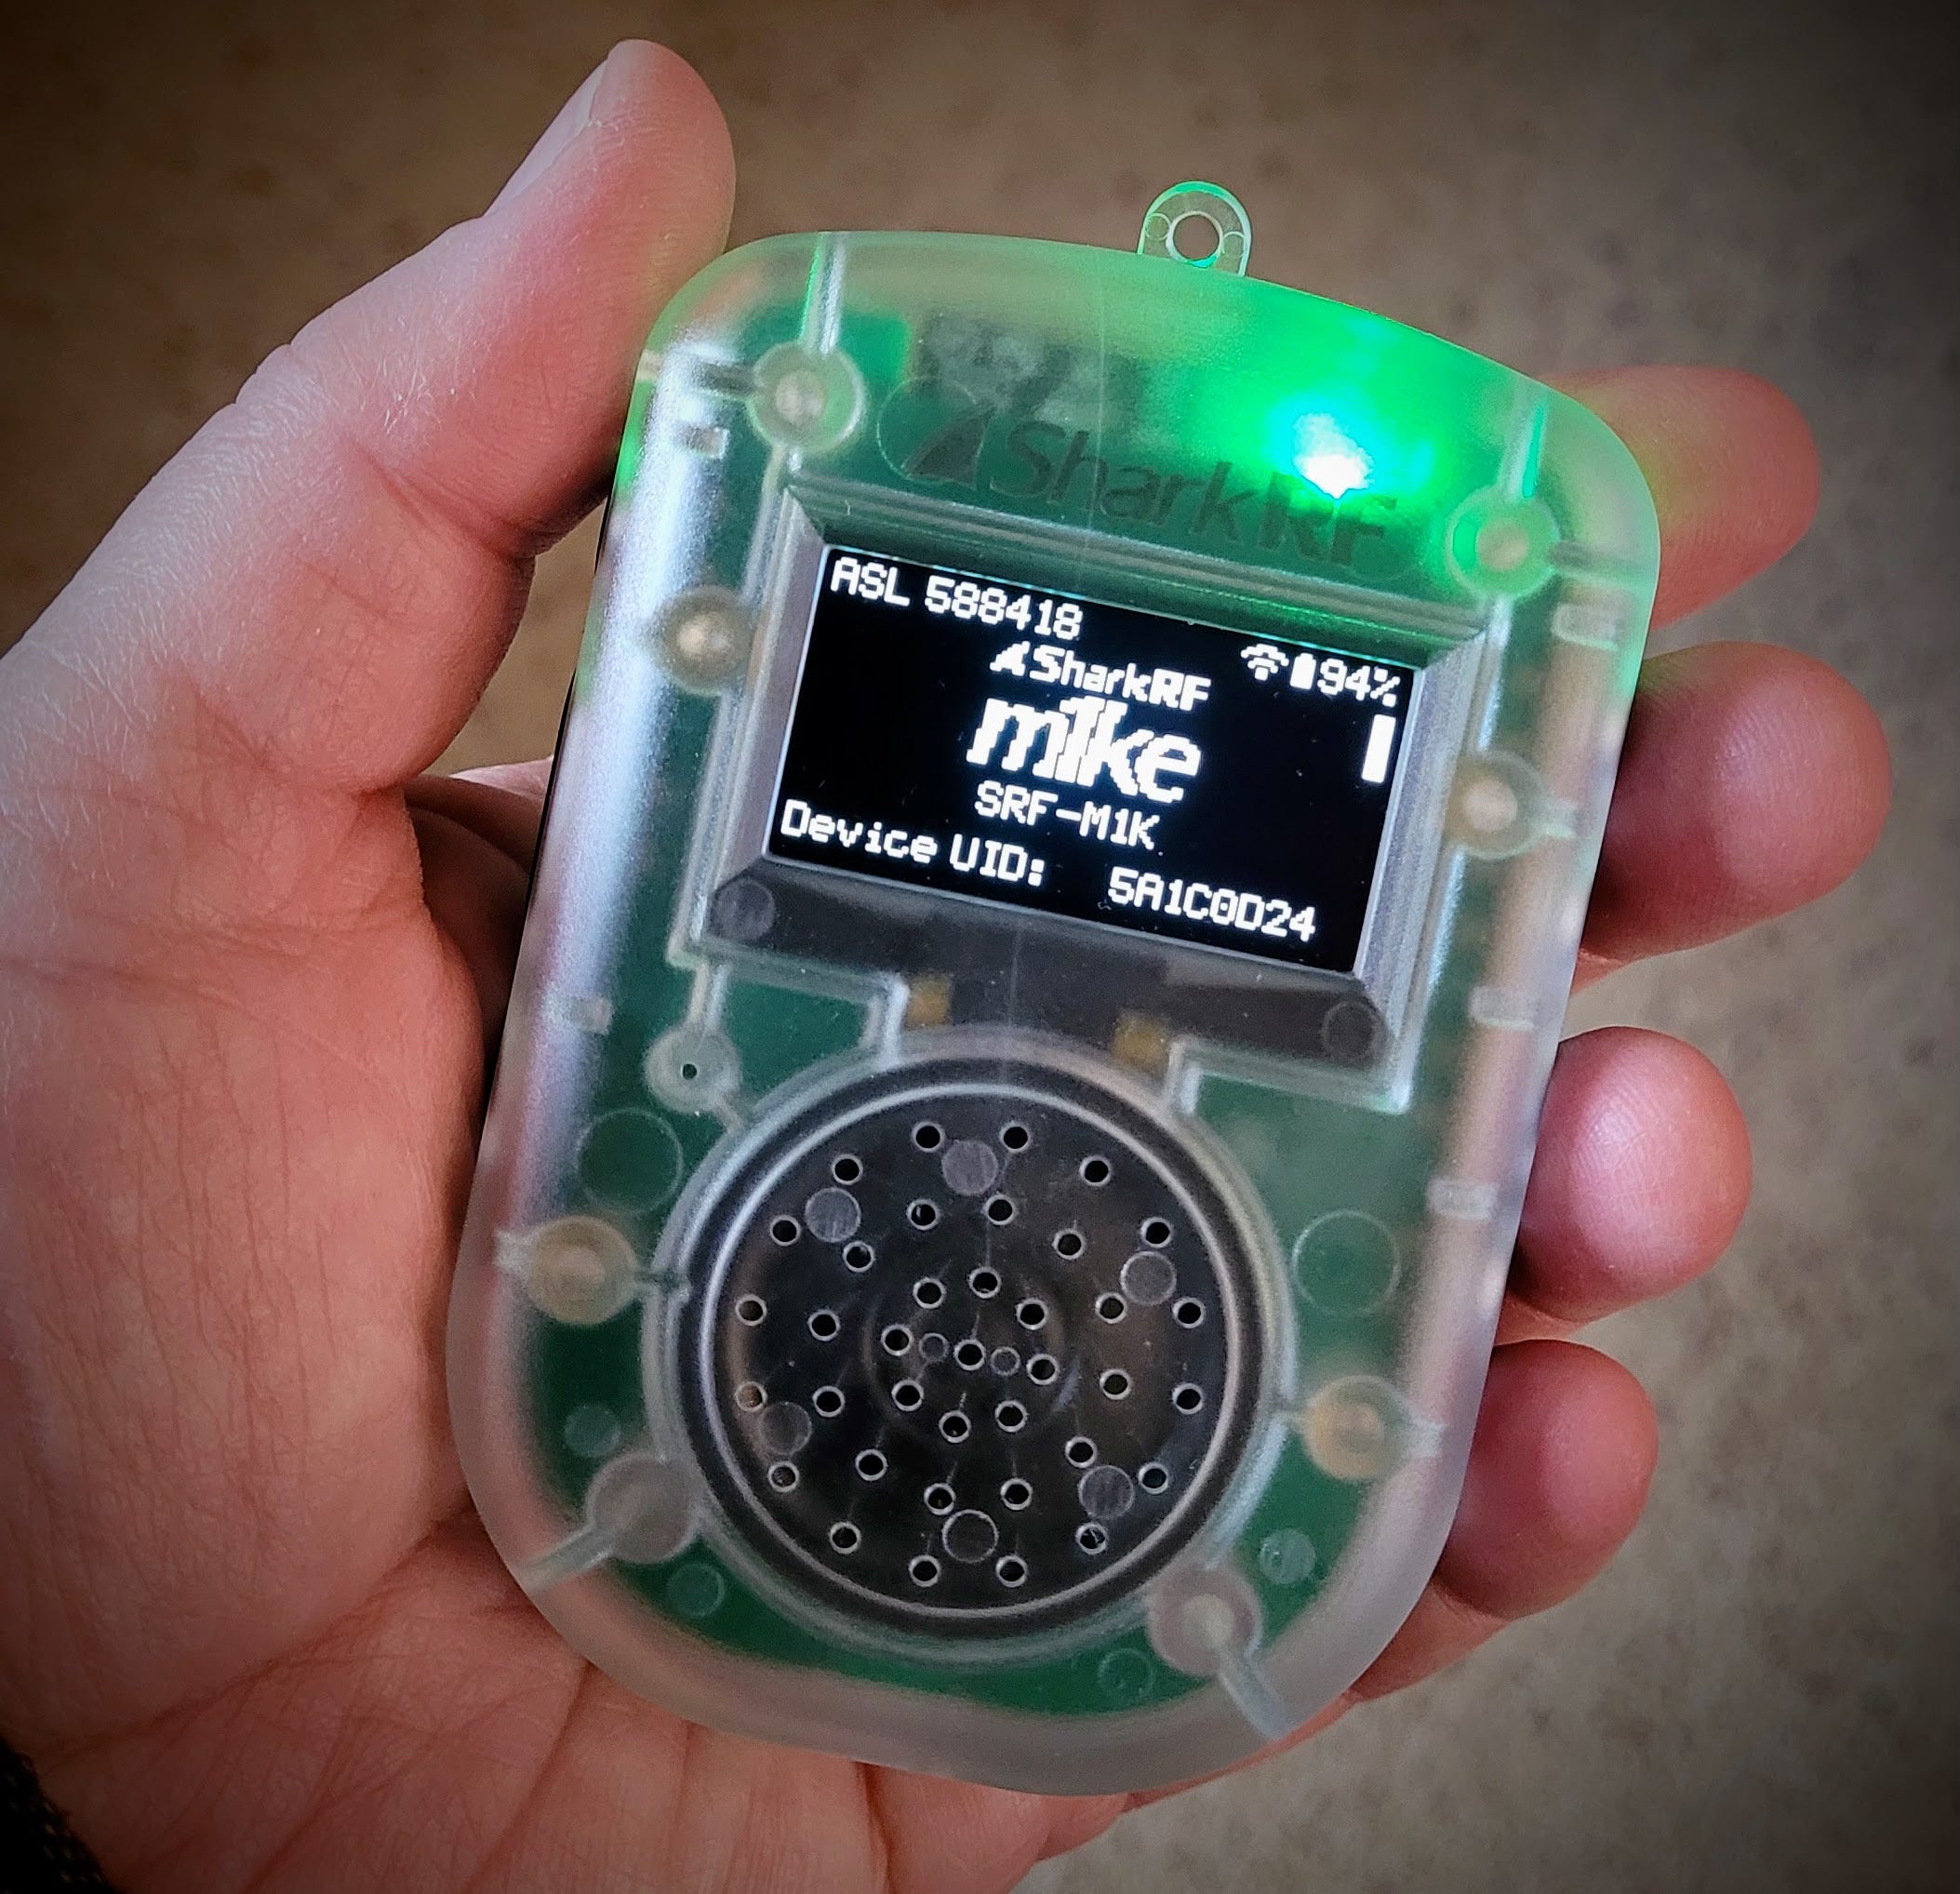 SharkRF
ASL 588418
94%
SharkRF
m1ke
SRF-M1K
Device UID: 5A1C0D24